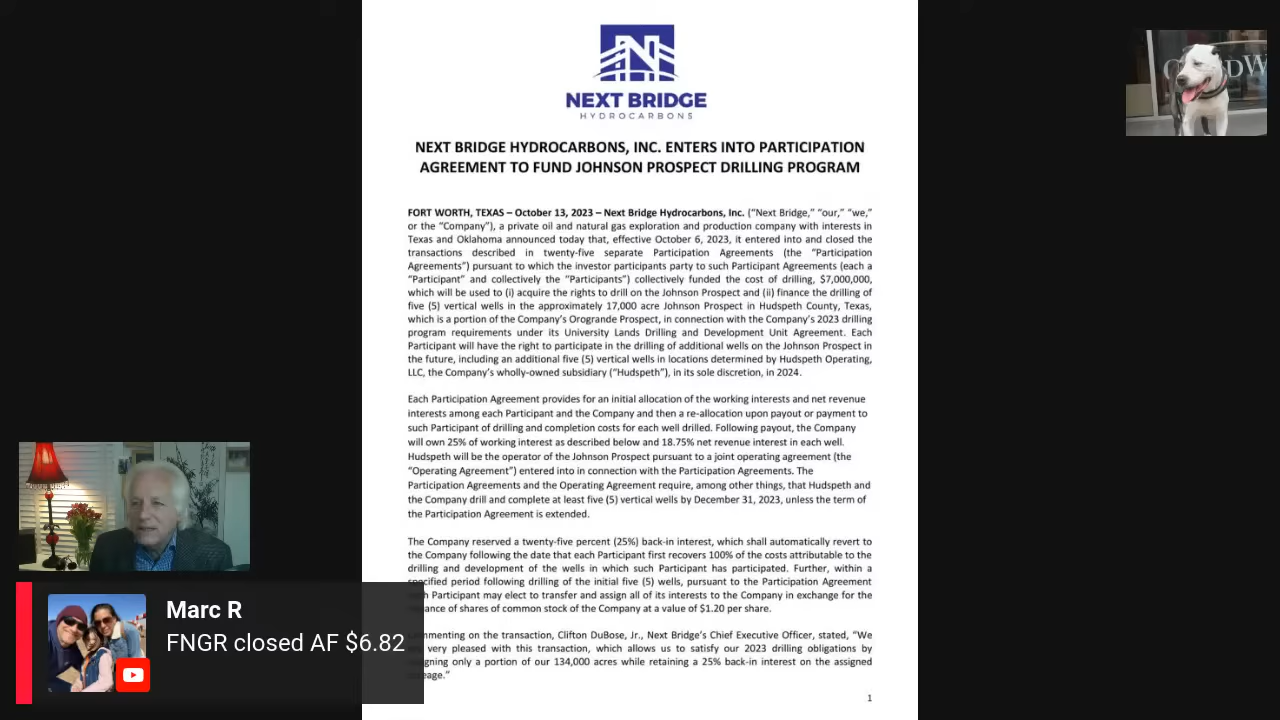 NEXT BRIDGE
HYDROCARBONS
NEXT BRIDGE HYDROCARBONS, INC. ENTERS INTO PARTICIPATION
AGREEMENT TO FUND JOHNSON PROSPECT DRILLING PROGRAM
FORT WORTH, TEXAS – October 13, 2023 – Next Bridge Hydrocarbons, Inc. (“Next Bridge,” “our,” “we,”
or the “Company”), a private oil and natural gas exploration and production company with interests in
Texas and Oklahoma announced today that, effective October 6, 2023, it entered into and closed the
transactions described in twenty-five separate Participation Agreements (the “Participation
Agreements”) pursuant to which the investor participants party to such Participant Agreements (each a
“Participant” and collectively the “Participants”) collectively funded the cost of drilling, $7,000,000,
which will be used to (i) acquire the rights to drill on the Johnson Prospect and (ii) finance the drilling of
five (5) vertical wells in the approximately 17,000 acre Johnson Prospect in Hudspeth County, Texas,
which is a portion of the Company’s Orogrande Prospect, in connection with the Company’s 2023 drilling
program requirements under its University Lands Drilling and Development Unit Agreement. Each
Participant will have the right to participate in the drilling of additional wells on the Johnson Prospect in
the future, including an additional five (5) vertical wells in locations determined by Hudspeth Operating,
LLC, the Company’s wholly-owned subsidiary (“Hudspeth”), in its sole discretion, in 2024.
Each Participation Agreement provides for an initial allocation of the working interests and net revenue
interests among each Participant and the Company and then a re-allocation upon payout or payment to
such Participant of drilling and completion costs for each well drilled. Following payout, the Company
will own 25% of working interest as described below and 18.75% net revenue interest in each well.
Hudspeth will be the operator of the Johnson Prospect pursuant to a joint operating agreement (the
“Operating Agreement”) entered into in connection with the Participation Agreements. The
Participation Agreements and the Operating Agreement require, among other things, that Hudspeth and
the Company drill and complete at least five (5) vertical wells by December 31, 2023, unless the term of
the Participation Agreement is extended.
The Company reserved a twenty-five percent (25%) back-in interest, which shall automatically revert to
the Company following the date that each Participant first recovers 100% of the costs attributable to the
drilling and development of the wells in which such Participant has participated. Further, within a
specified period following drilling of the initial five (5) wells, pursuant to the Participation Agreement
each Participant may elect to transfer and assign all of its interests to the Company in exchange for the
issuance of shares of common stock of the Company at a value of $1.20 per share.
Commenting on the transaction, Clifton DuBose, Jr., Next Bridge’s Chief Executive Officer, stated, “We
are very pleased with this transaction, which allows us to satisfy our 2023 drilling obligations by
assigning only a portion of our 134,000 acres while retaining a 25% back-in interest on the assigned
acreage.”
1
Marc R
FNGR closed AF $6.82